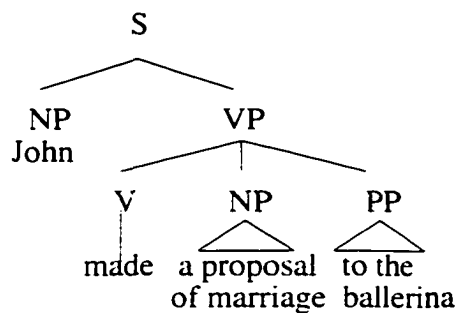 S
NP VP
John
V NP PP
made a proposal to the
of marriage ballerina